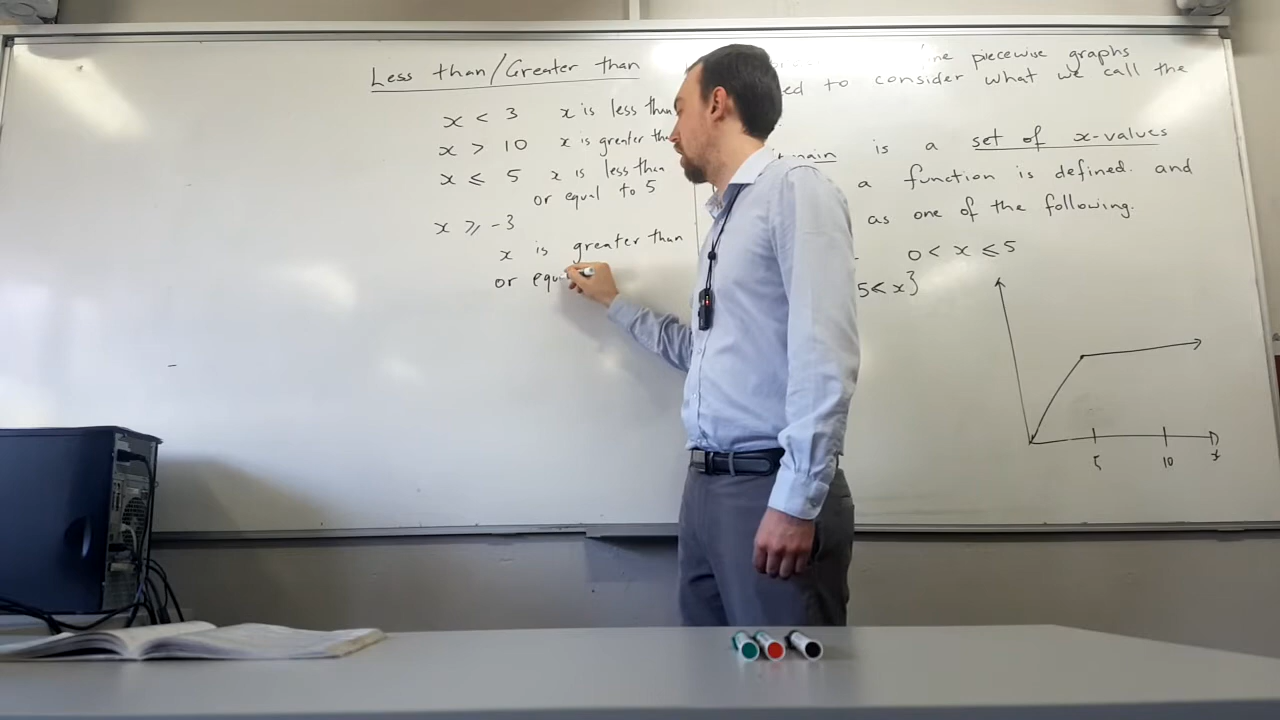 Less than/Greater than
x < 3 x is less than
x > 10 x is greater
x ⩽ 5 x is less than
or equal to 5
x ⩾ -3
x is greater than
or equ
piecewise graphs
to consider what we call the
is a set of x-values
a function is defined. and
as one of the following.
0 < x ≤ 5
5 ⩽ x}
5 10 x